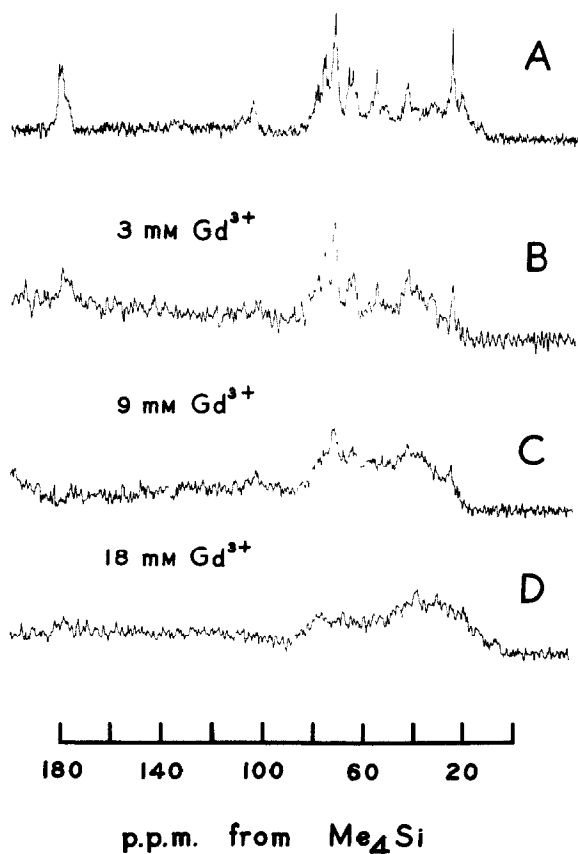 A
3 mM Gd³⁺
B
9 mM Gd³⁺
C
18 mM Gd³⁺
D
180 140 100 60 20
p.p.m. from Me₄Si